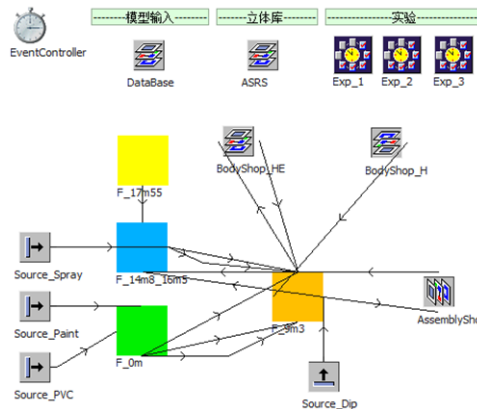 模型输入
立体库
实验
EventController
DataBase
ASRS
Exp_1
Exp_2
Exp_3
BodyShop_HE
BodyShop_H
F_17m55
Source_Spray
F_14m8_16m5
AssemblySho
Source_Paint
F_9m3
F_0m
Source_PVC
Source_Dip